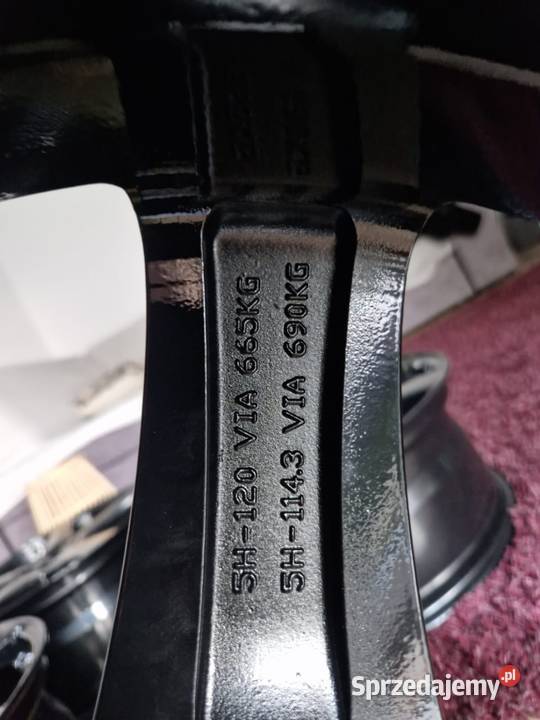 5H-120 VIA 665KG
5H-114.3 VIA 690KG
Sprzedajemy.pl